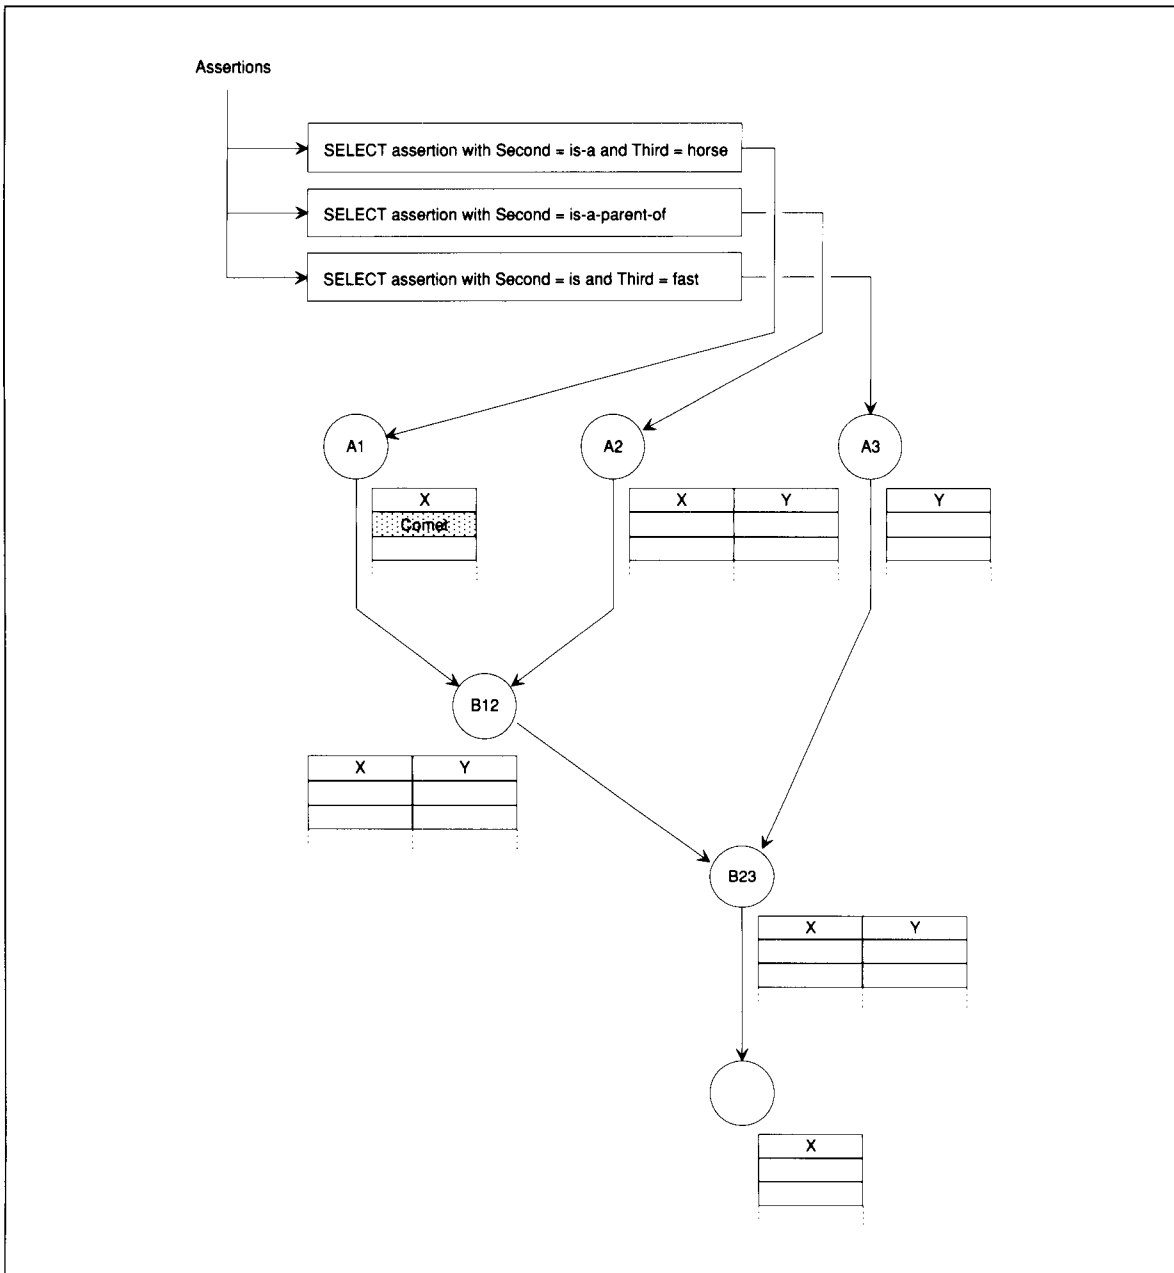 Assertions
SELECT assertion with Second = is-a and Third = horse
SELECT assertion with Second = is-a-parent-of
SELECT assertion with Second = is and Third = fast
A1
A2
A3
X
X Y
Y
Comet
B12
X Y
B23
X Y
X